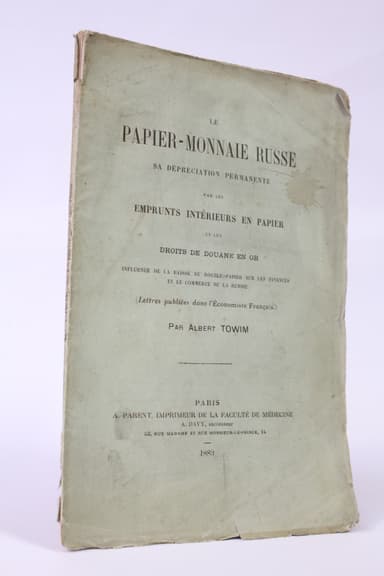 LE
PAPIER-MONNAIE RUSSE
SA DÉPRÉCIATION PERMANENTE
PAR LES
EMPRUNTS INTÉRIEURS EN PAPIER
ET LES
DROITS DE DOUANE EN OR
INFLUENCE DE LA BAISSE DU ROUBLE-PAPIER SUR LES FINANCES
ET LE COMMERCE DE LA RUSSIE
(Lettres publiées dans l'Économiste Français.)
PAR ALBERT TOWIM
PARIS
A. PARENT, IMPRIMEUR DE LA FACULTÉ DE MÉDECINE
A. DAVY, successeur
52, RUE MADAME ET RUE MONSIEUR-LE-PRINCE, 14
1883